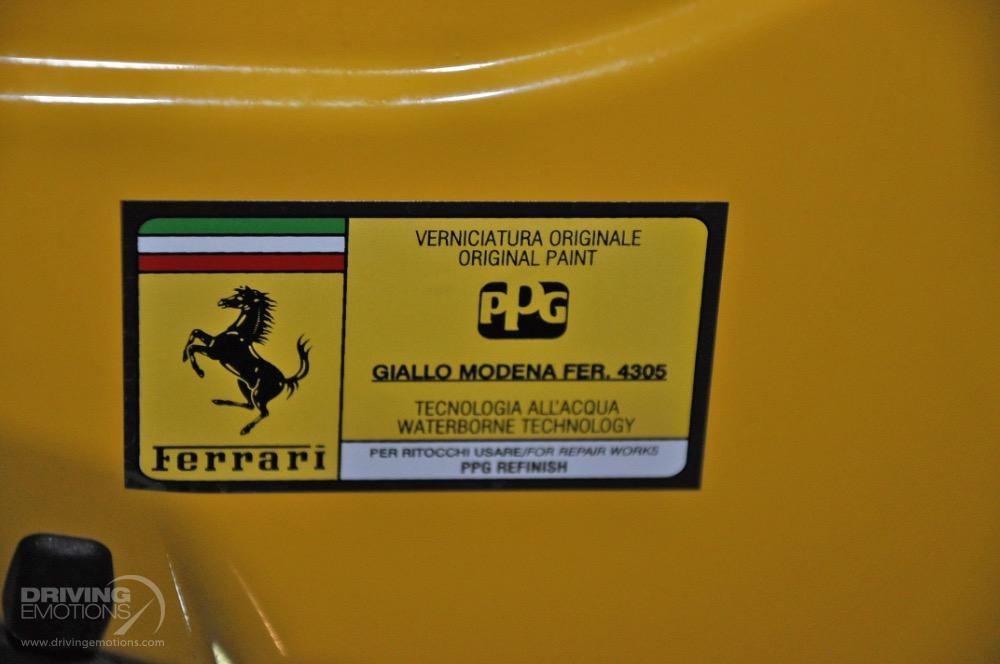 VERNICIATURA ORIGINALE
ORIGINAL PAINT
PPG
GIALLO MODENA FER. 4305
TECNOLOGIA ALL'ACQUA
WATERBORNE TECHNOLOGY
PER RITOCCHI USARE/FOR REPAIR WORKS
PPG REFINISH
Ferrari
DRIVING
EMOTIONS
www.drivingemotions.com